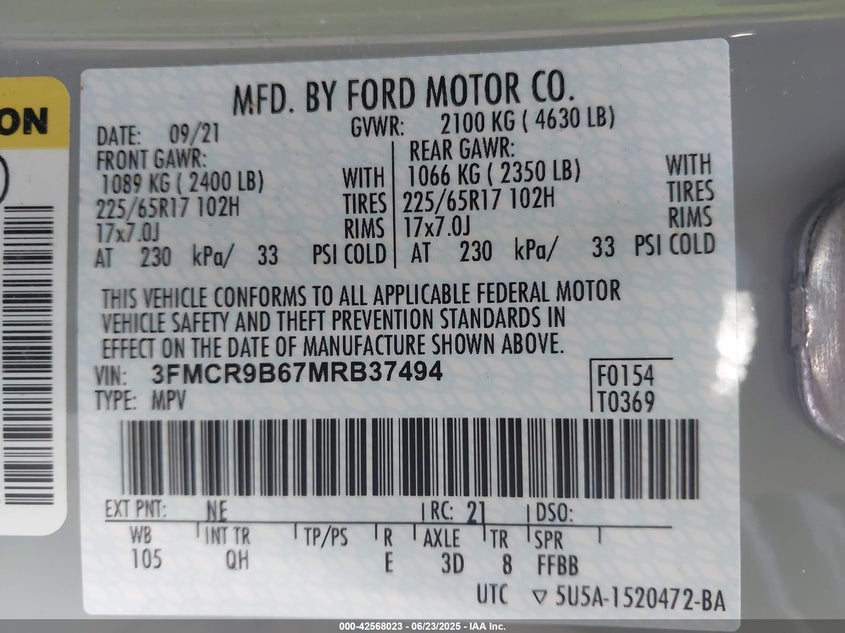 ON
MFD. BY FORD MOTOR CO.
DATE: 09/21 GVWR: 2100 KG ( 4630 LB)
FRONT GAWR: REAR GAWR:
1089 KG ( 2400 LB) WITH 1066 KG ( 2350 LB) WITH
225/65R17 102H TIRES 225/65R17 102H TIRES
17x7.0J RIMS 17x7.0J RIMS
AT 230 kPa/ 33 PSI COLD AT 230 kPa/ 33 PSI COLD
THIS VEHICLE CONFORMS TO ALL APPLICABLE FEDERAL MOTOR
VEHICLE SAFETY AND THEFT PREVENTION STANDARDS IN
EFFECT ON THE DATE OF MANUFACTURE SHOWN ABOVE.
VIN: 3FMCR9B67MRB37494 F0154
TYPE: MPV T0369
EXT PNT: NE RC: 21 DSO:
WB INT TR TP/PS R AXLE TR SPR
105 QH E 3D 8 FFBB
UTC ▽ 5U5A-1520472-BA
000-42568023 - 06/23/2025 - IAA Inc.